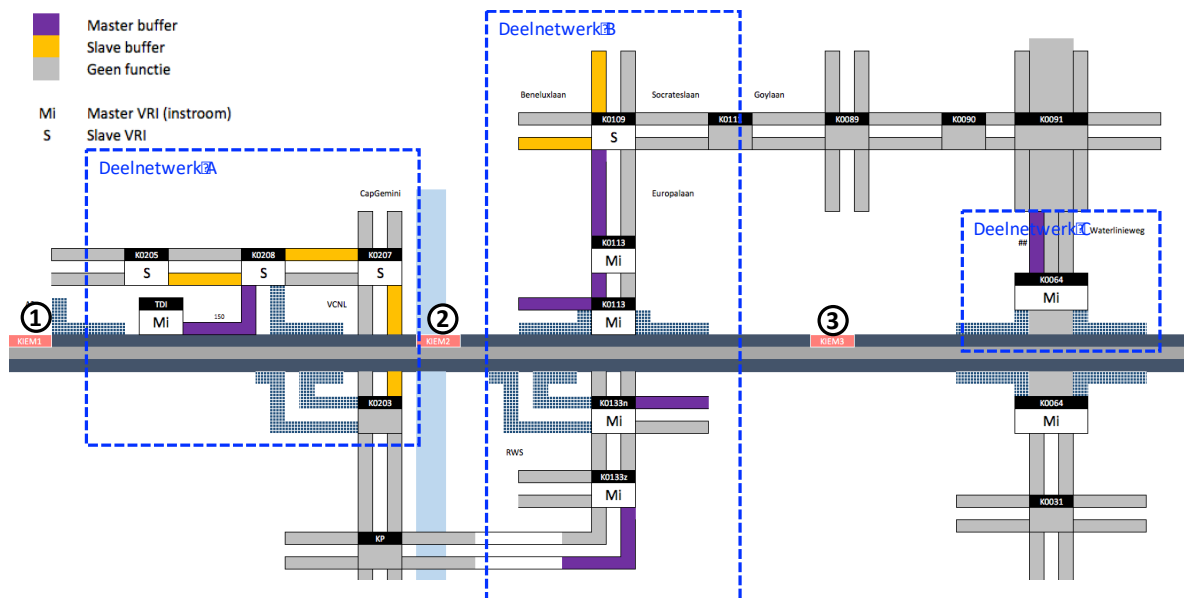 Master buffer
Slave buffer
Geen functie
Mi Master VRI (instroom)
S Slave VRI
Deelnetwerk A
CapGemini
K0205
K0208
K0207
S
S
S
TDI
Mi
150
VCNL
1
KIEM1
2
KIEM2
3
KIEM3
K0203
KP
Deelnetwerk B
Beneluxlaan
Socrateslaan
Goylaan
K0109
S
K0089
K0090
K0091
Europalaan
K0113
Mi
K0113
Mi
K0133n
Mi
RWS
K0133z
Mi
Deelnetwerk C
Waterlinieweg
##
K0064
Mi
K0064
Mi
K0031